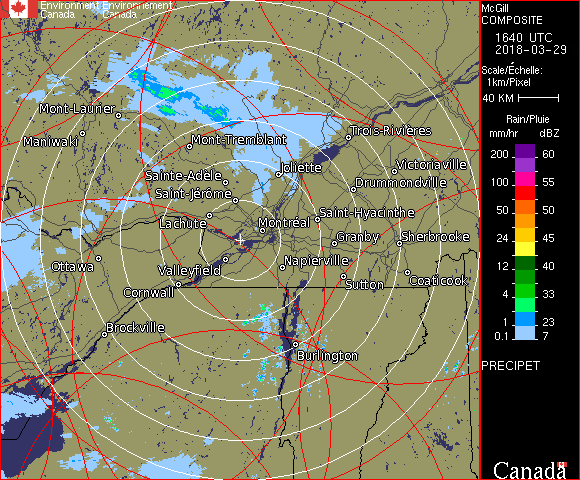 Environment Environnement
Canada Canada
McGill
COMPOSITE
1640 UTC
2018-03-29
Scale/Échelle:
1km/Pixel
40 KM
Rain/Pluie
mm/hr dBZ
200 60
100 55
50 50
24 45
12 40
4 33
1 23
0.1 7
PRECIPET
Canada
Mont-Laurier
Maniwaki
Mont-Tremblant
Trois-Rivières
Sainte-Adèle
Joliette
Victoriaville
Saint-Jérôme
Drummondville
Lachute
Montréal
Saint-Hyacinthe
Granby
Sherbrooke
Ottawa
Valleyfield
Napierville
Cornwall
Sutton
Coaticook
Brockville
Burlington